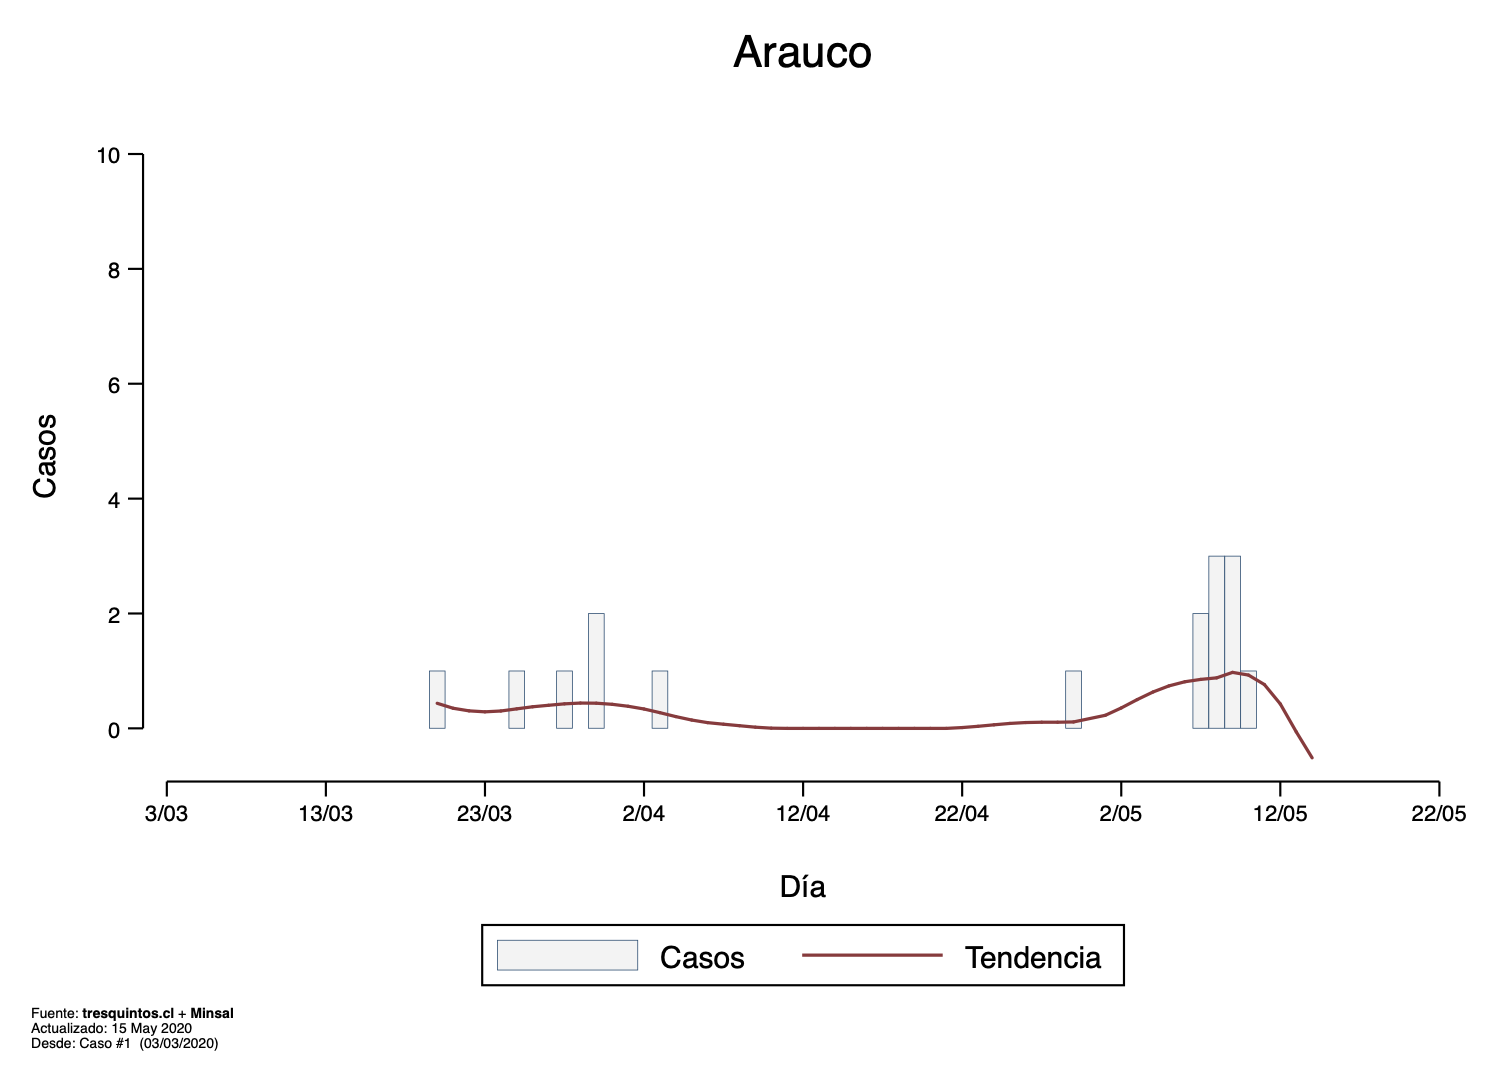 Arauco
10
8
6
4
2
0
Casos
3/03 13/03 23/03 2/04 12/04 22/04 2/05 12/05 22/05
Día
Casos Tendencia
Fuente: tresquintos.cl + Minsal
Actualizado: 15 May 2020
Desde: Caso #1 (03/03/2020)